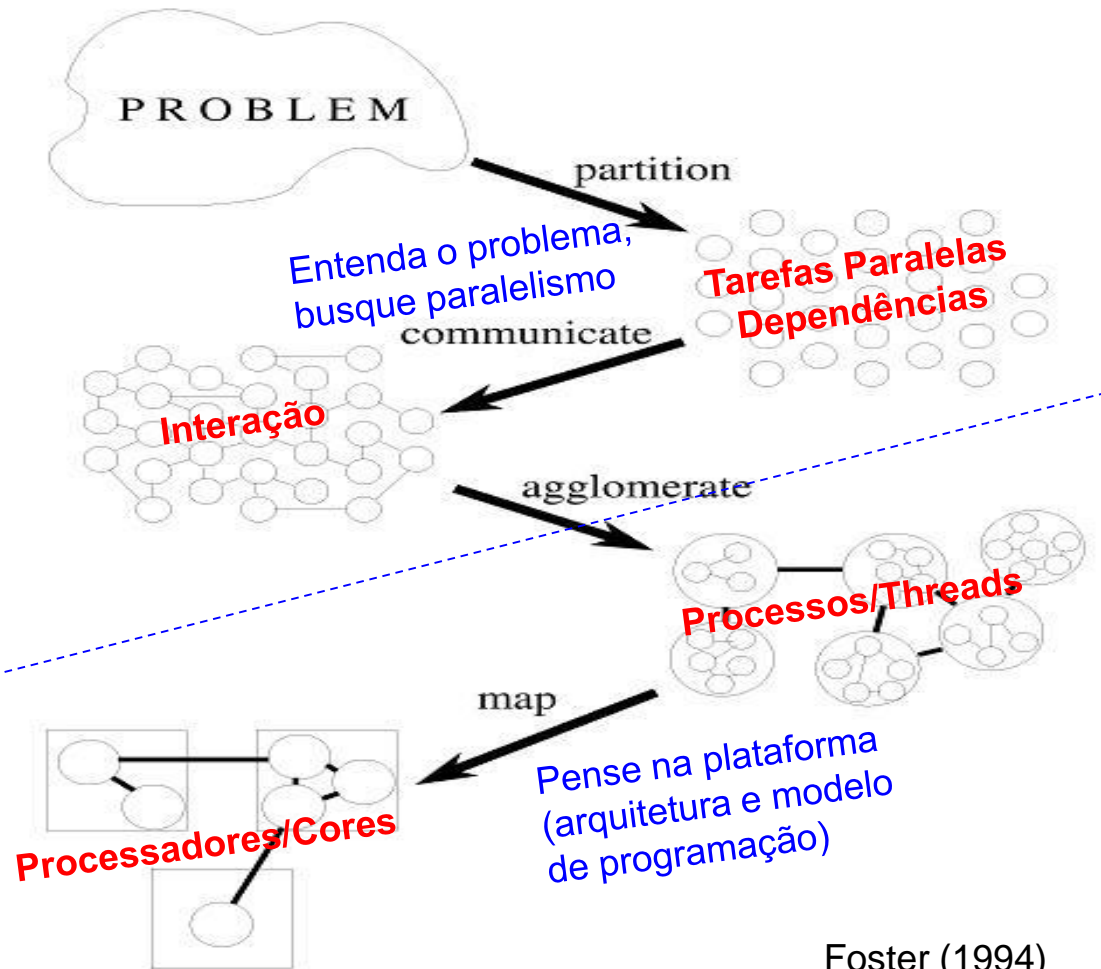 PROBLEM
partition
Entenda o problema,
busque paralelismo
Tarefas Paralelas
Dependências
communicate
Interação
agglomerate
Processos/Threads
map
Pense na plataforma
(arquitetura e modelo
de programação)
Processadores/Cores
Foster (1994)